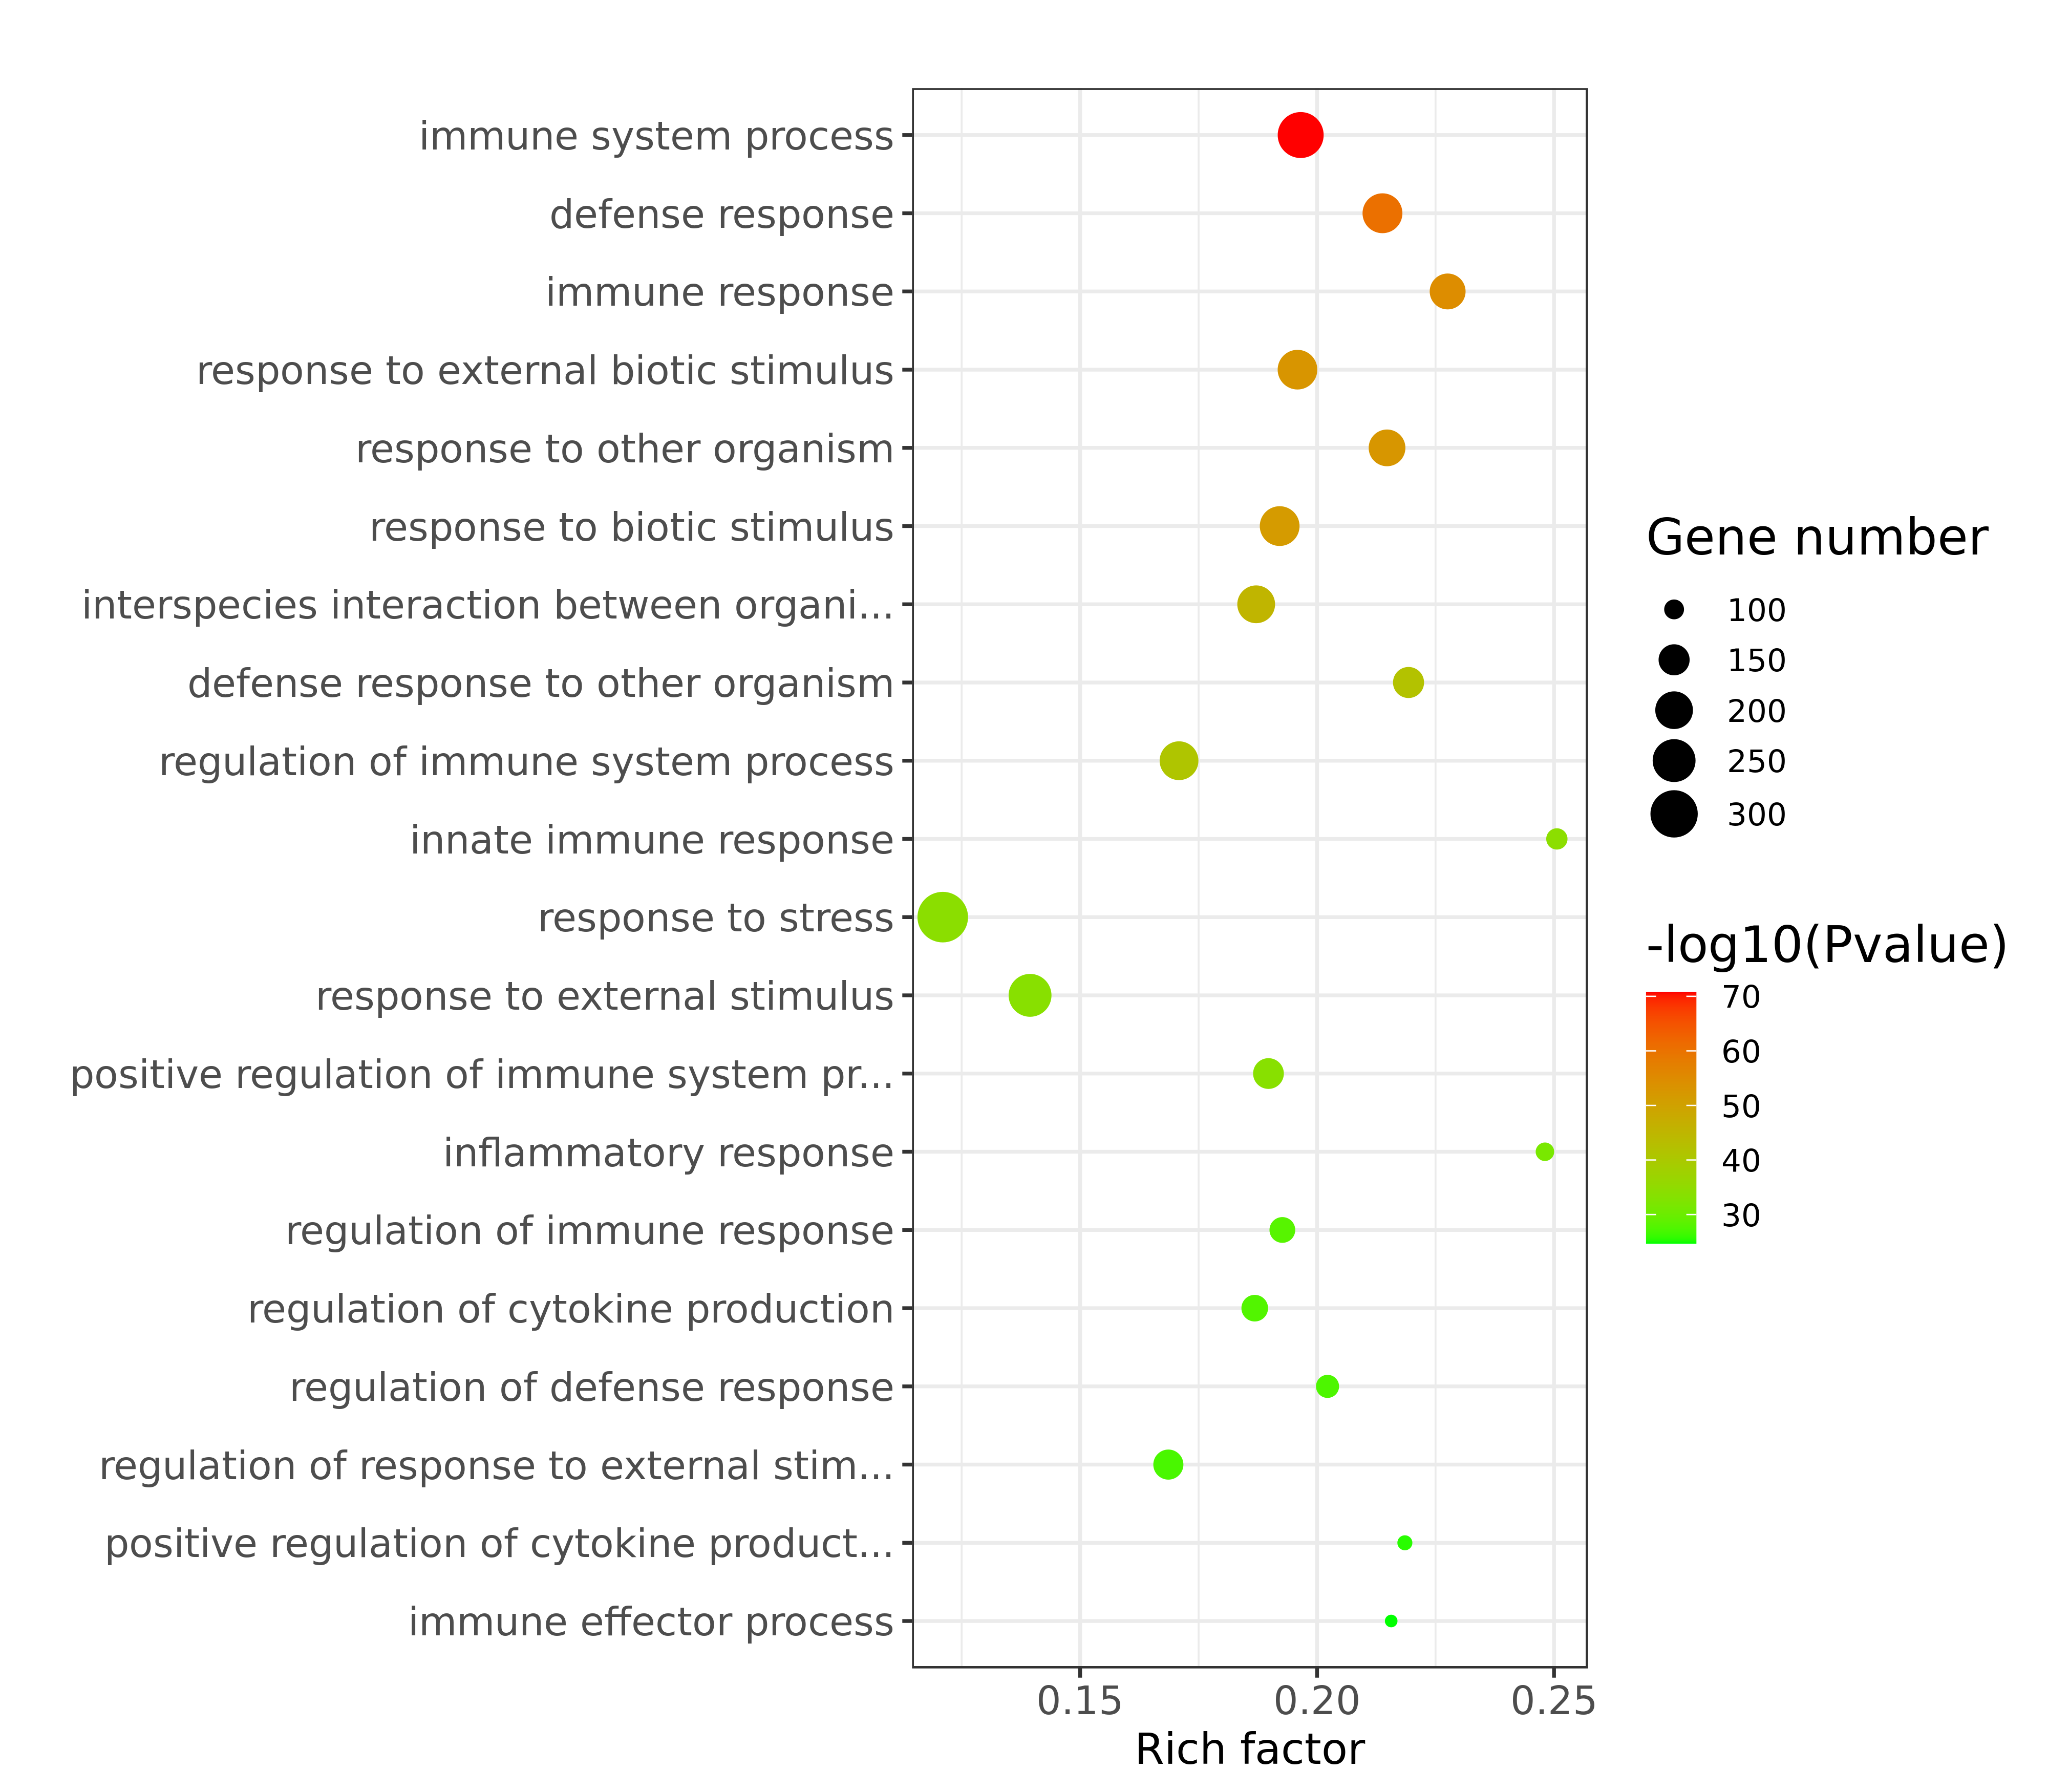 immune system process
defense response
immune response
response to external biotic stimulus
response to other organism
response to biotic stimulus
interspecies interaction between organi...
defense response to other organism
regulation of immune system process
innate immune response
response to stress
response to external stimulus
positive regulation of immune system pr...
inflammatory response
regulation of immune response
regulation of cytokine production
regulation of defense response
regulation of response to external stim...
positive regulation of cytokine product...
immune effector process
0.15 0.20 0.25
Rich factor
Gene number
100
150
200
250
300
-log10(Pvalue)
70
60
50
40
30